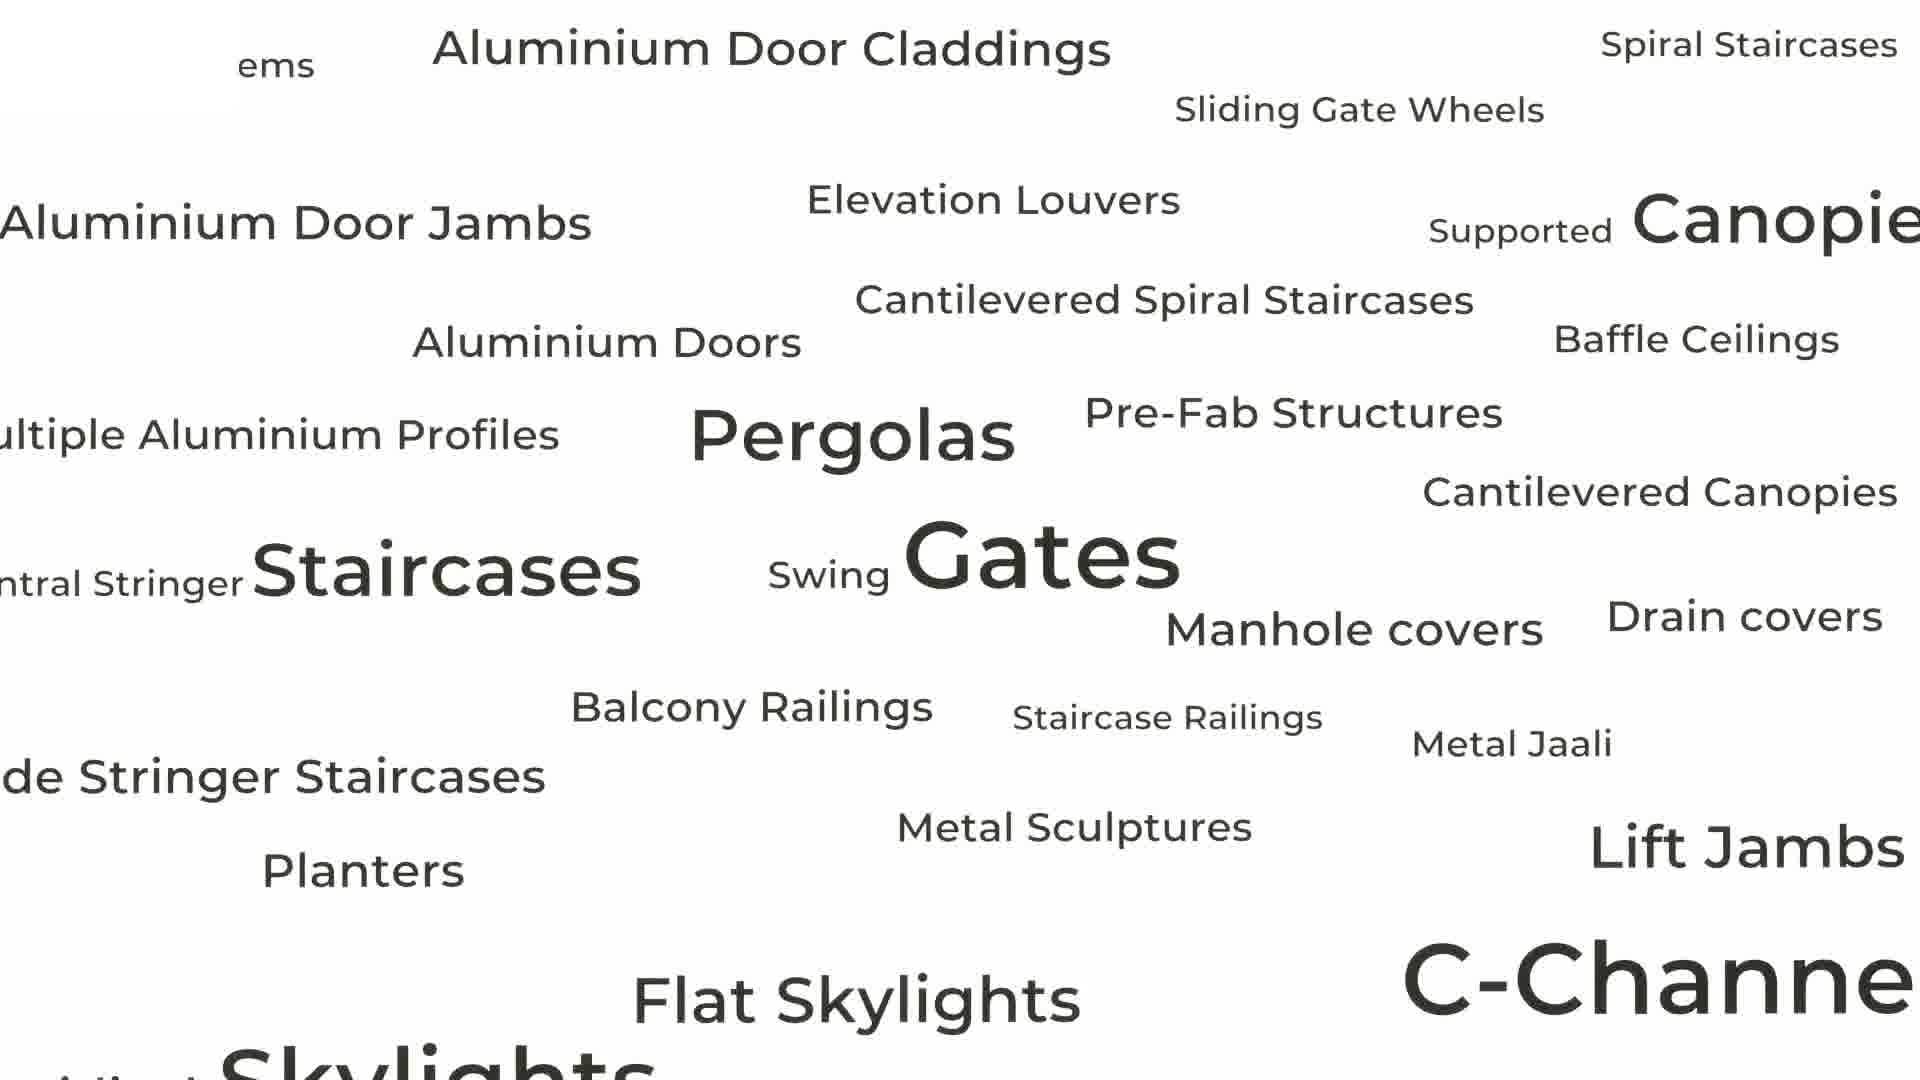 Aluminium Door Claddings
Spiral Staircases
ems
Sliding Gate Wheels
Elevation Louvers
Aluminium Door Jambs
Supported Canopie
Cantilevered Spiral Staircases
Aluminium Doors
Baffle Ceilings
Pre-Fab Structures
ultiple Aluminium Profiles
Pergolas
Cantilevered Canopies
ntral Stringer Staircases
Swing Gates
Manhole covers
Drain covers
Balcony Railings
Staircase Railings
Metal Jaali
de Stringer Staircases
Metal Sculptures
Lift Jambs
Planters
C-Channe
Flat Skylights
Skylights